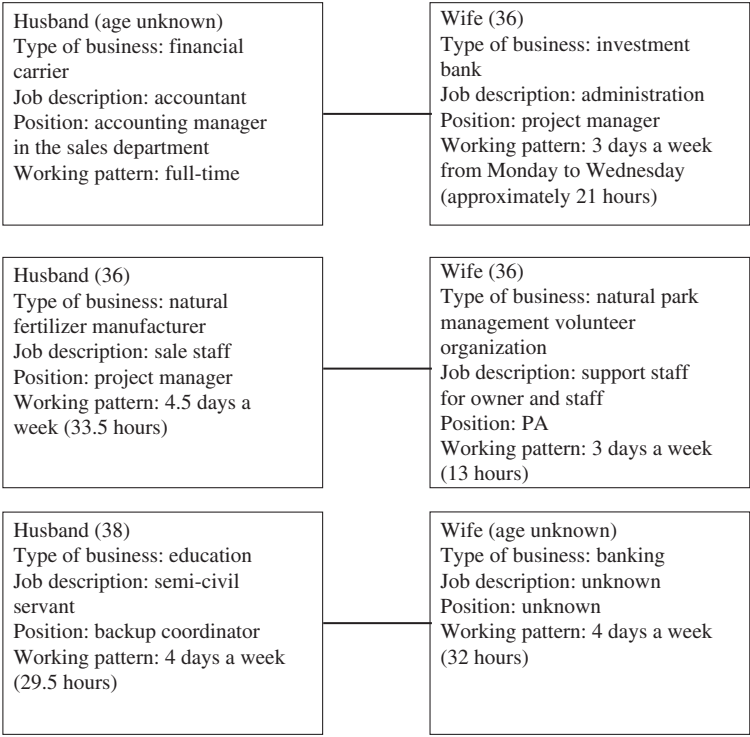 Husband (age unknown)
Type of business: financial
carrier
Job description: accountant
Position: accounting manager
in the sales department
Working pattern: full-time
Wife (36)
Type of business: investment
bank
Job description: administration
Position: project manager
Working pattern: 3 days a week
from Monday to Wednesday
(approximately 21 hours)
Husband (36)
Type of business: natural
fertilizer manufacturer
Job description: sale staff
Position: project manager
Working pattern: 4.5 days a
week (33.5 hours)
Wife (36)
Type of business: natural park
management volunteer
organization
Job description: support staff
for owner and staff
Position: PA
Working pattern: 3 days a week
(13 hours)
Husband (38)
Type of business: education
Job description: semi-civil
servant
Position: backup coordinator
Working pattern: 4 days a week
(29.5 hours)
Wife (age unknown)
Type of business: banking
Job description: unknown
Position: unknown
Working pattern: 4 days a week
(32 hours)